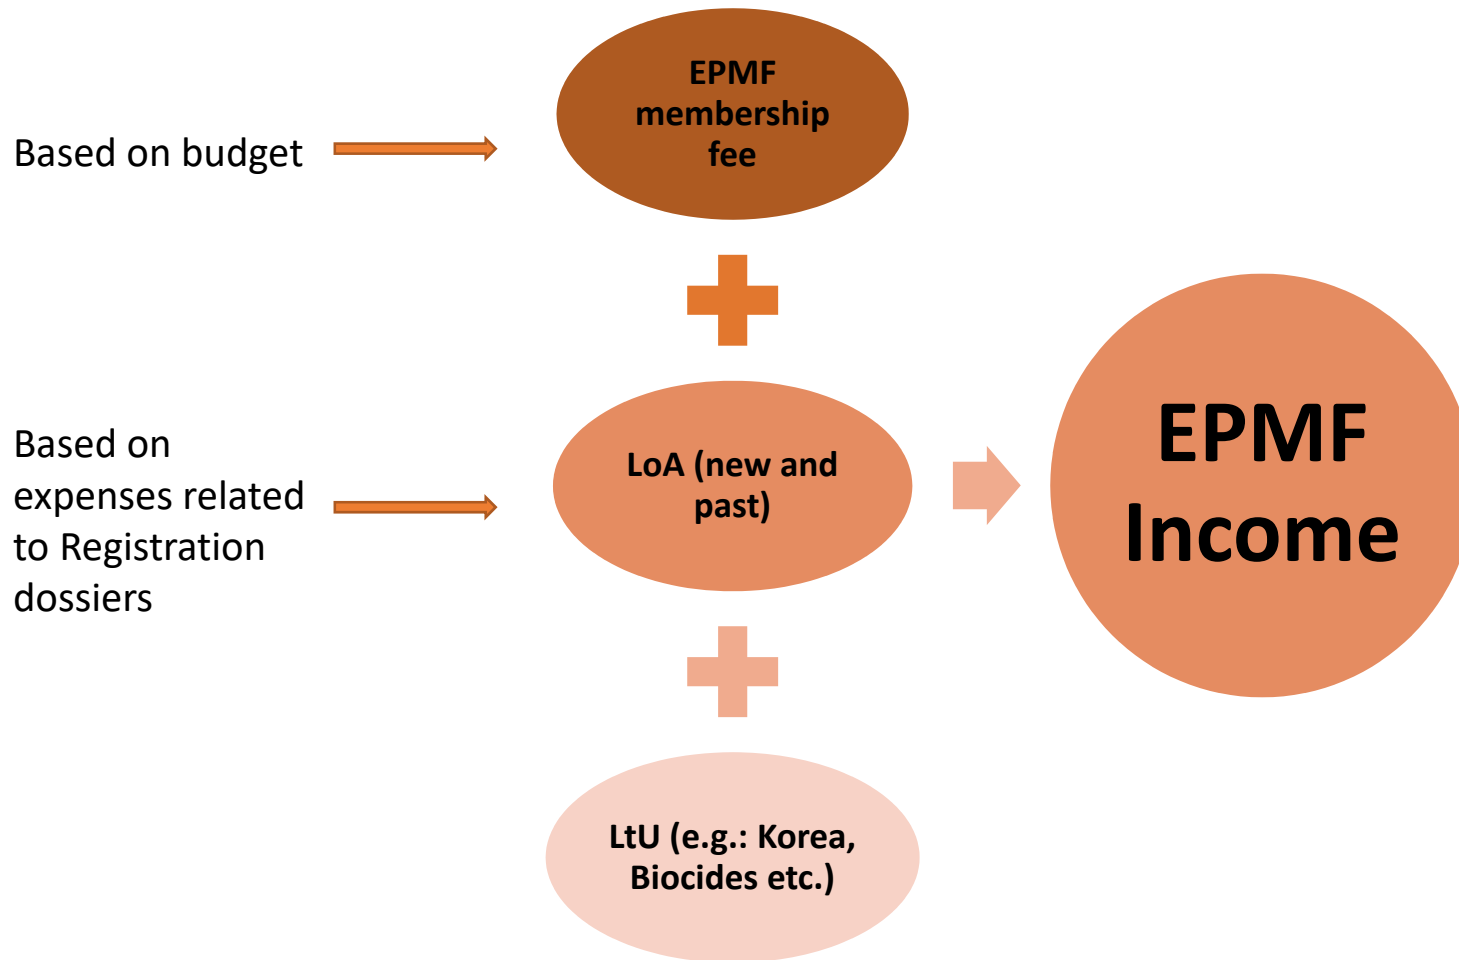 EPMF
membership
fee
Based on budget
Based on
expenses related
to Registration
dossiers
LoA (new and
past)
EPMF
Income
LtU (e.g.: Korea,
Biocides etc.)